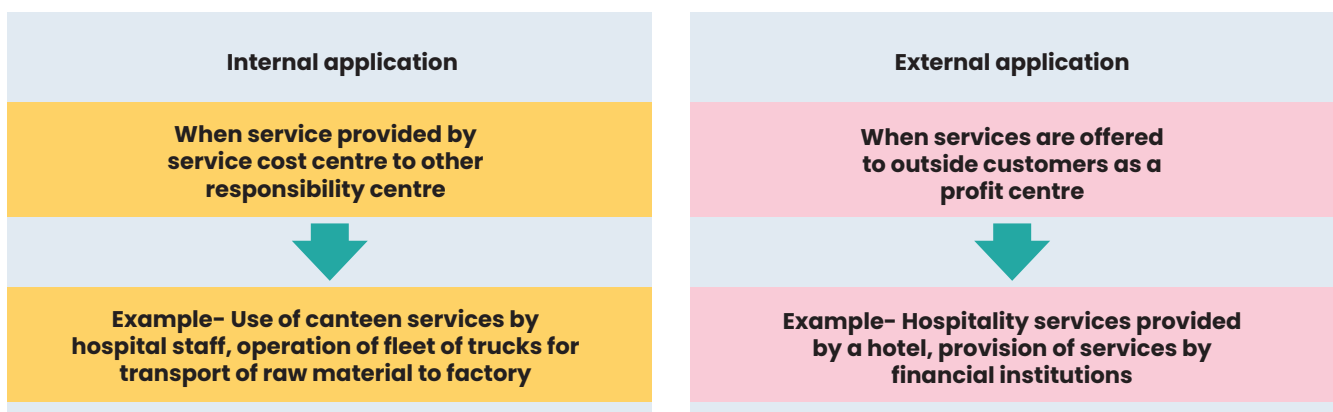 Internal application
When service provided by
service cost centre to other
responsibility centre
Example- Use of canteen services by
hospital staff, operation of fleet of trucks for
transport of raw material to factory
External application
When services are offered
to outside customers as a
profit centre
Example- Hospitality services provided
by a hotel, provision of services by
financial institutions